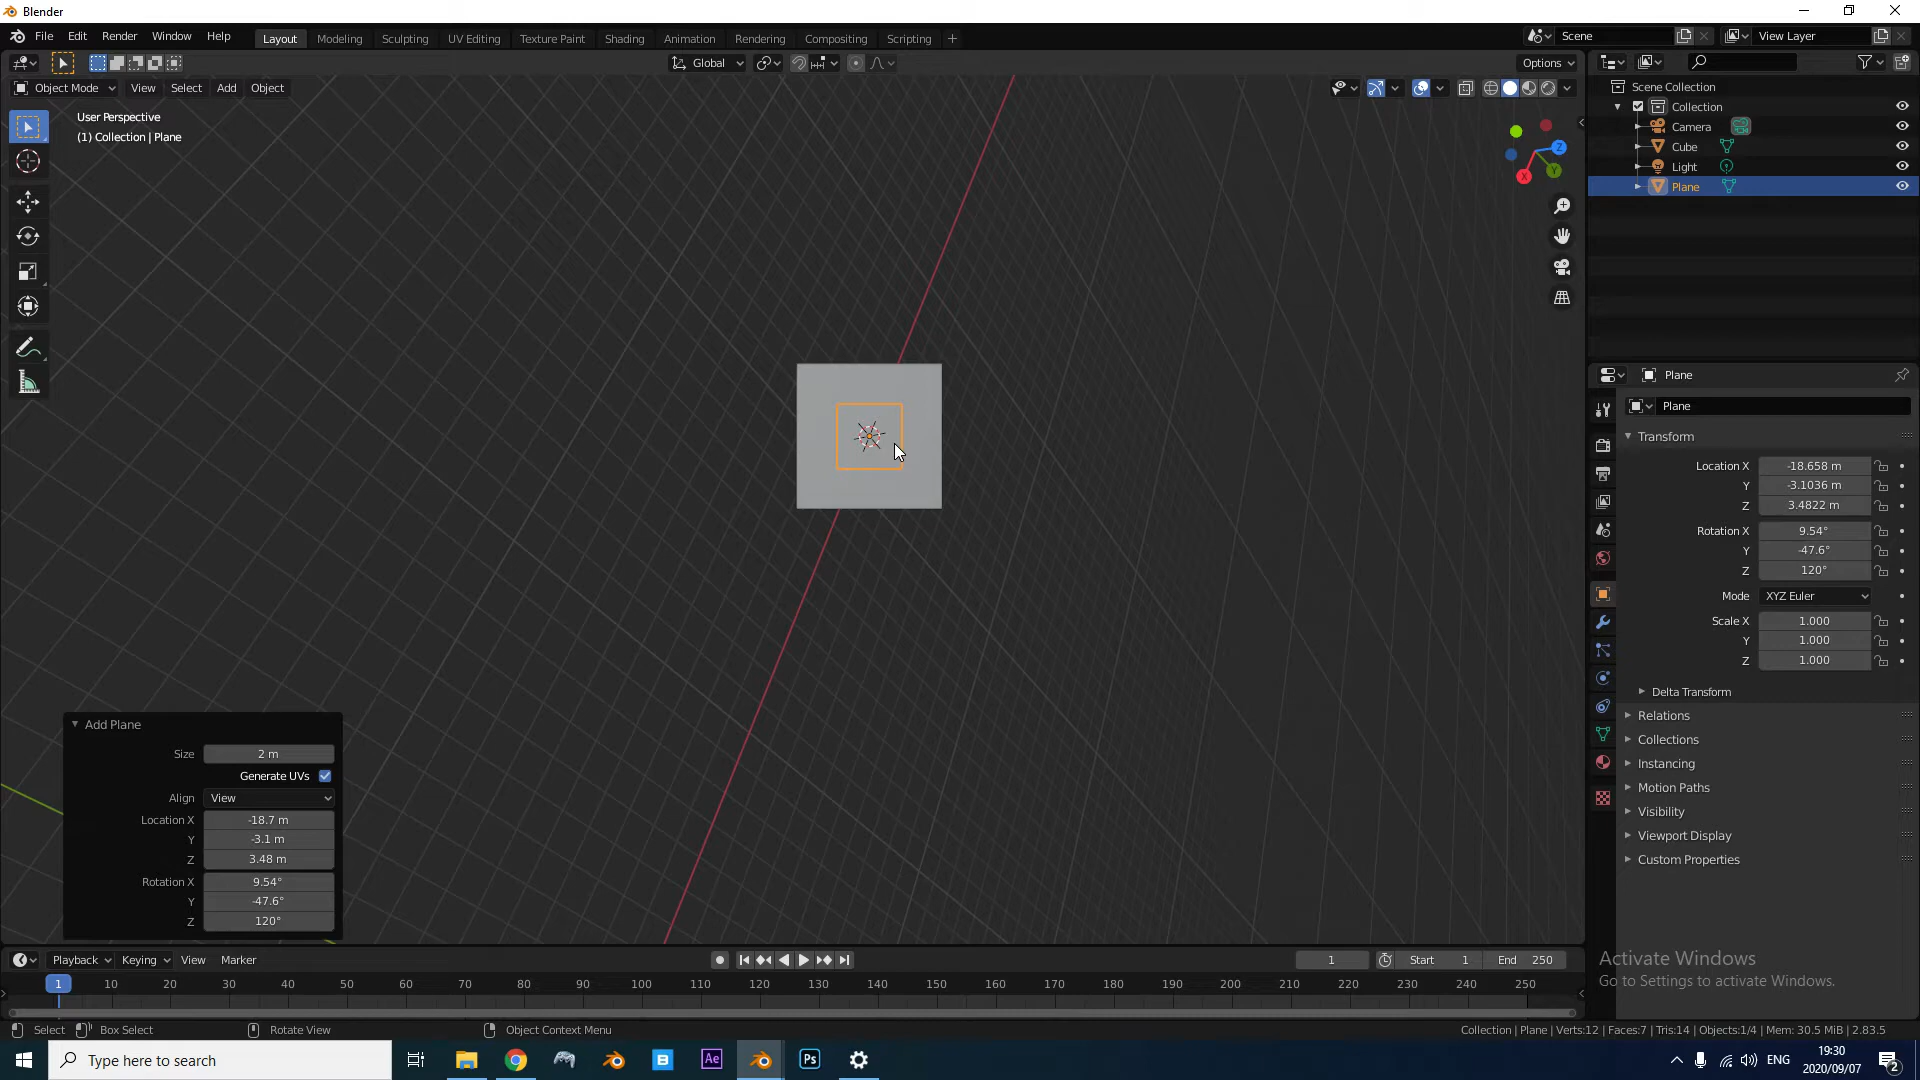 Blender
File Edit Render Window Help
Layout Modeling Sculpting UV Editing Texture Paint Shading Animation Rendering Compositing Scripting +
Scene
View Layer
Global
Options
Object Mode View Select Add Object
User Perspective
(1) Collection | Plane
X
Y
Z
Scene Collection
Collection
Camera
Cube
Light
Plane
Plane
Plane
Transform
Location X -18.658 m
Y -3.1036 m
Z 3.4822 m
Rotation X 9.54°
Y -47.6°
Z 120°
Mode XYZ Euler
Scale X 1.000
Y 1.000
Z 1.000
Delta Transform
Relations
Collections
Instancing
Motion Paths
Visibility
Viewport Display
Custom Properties
Add Plane
Size 2 m
Generate UVs
Align View
Location X -18.7 m
Y -3.1 m
Z 3.48 m
Rotation X 9.54°
Y -47.6°
Z 120°
Activate Windows
Go to Settings to activate Windows.
Playback Keying View Marker
1 Start 1 End 250
1 10 20 30 40 50 60 70 80 90 100 110 120 130 140 150 160 170 180 190 200 210 220 230 240 250
Select Box Select Rotate View Object Context Menu
Collection | Plane | Verts:12 | Faces:7 | Tris:14 | Objects:1/4 | Mem: 30.5 MiB | 2.83.5
Type here to search
Ae
Ps
ENG
19:30
2020/09/07
2